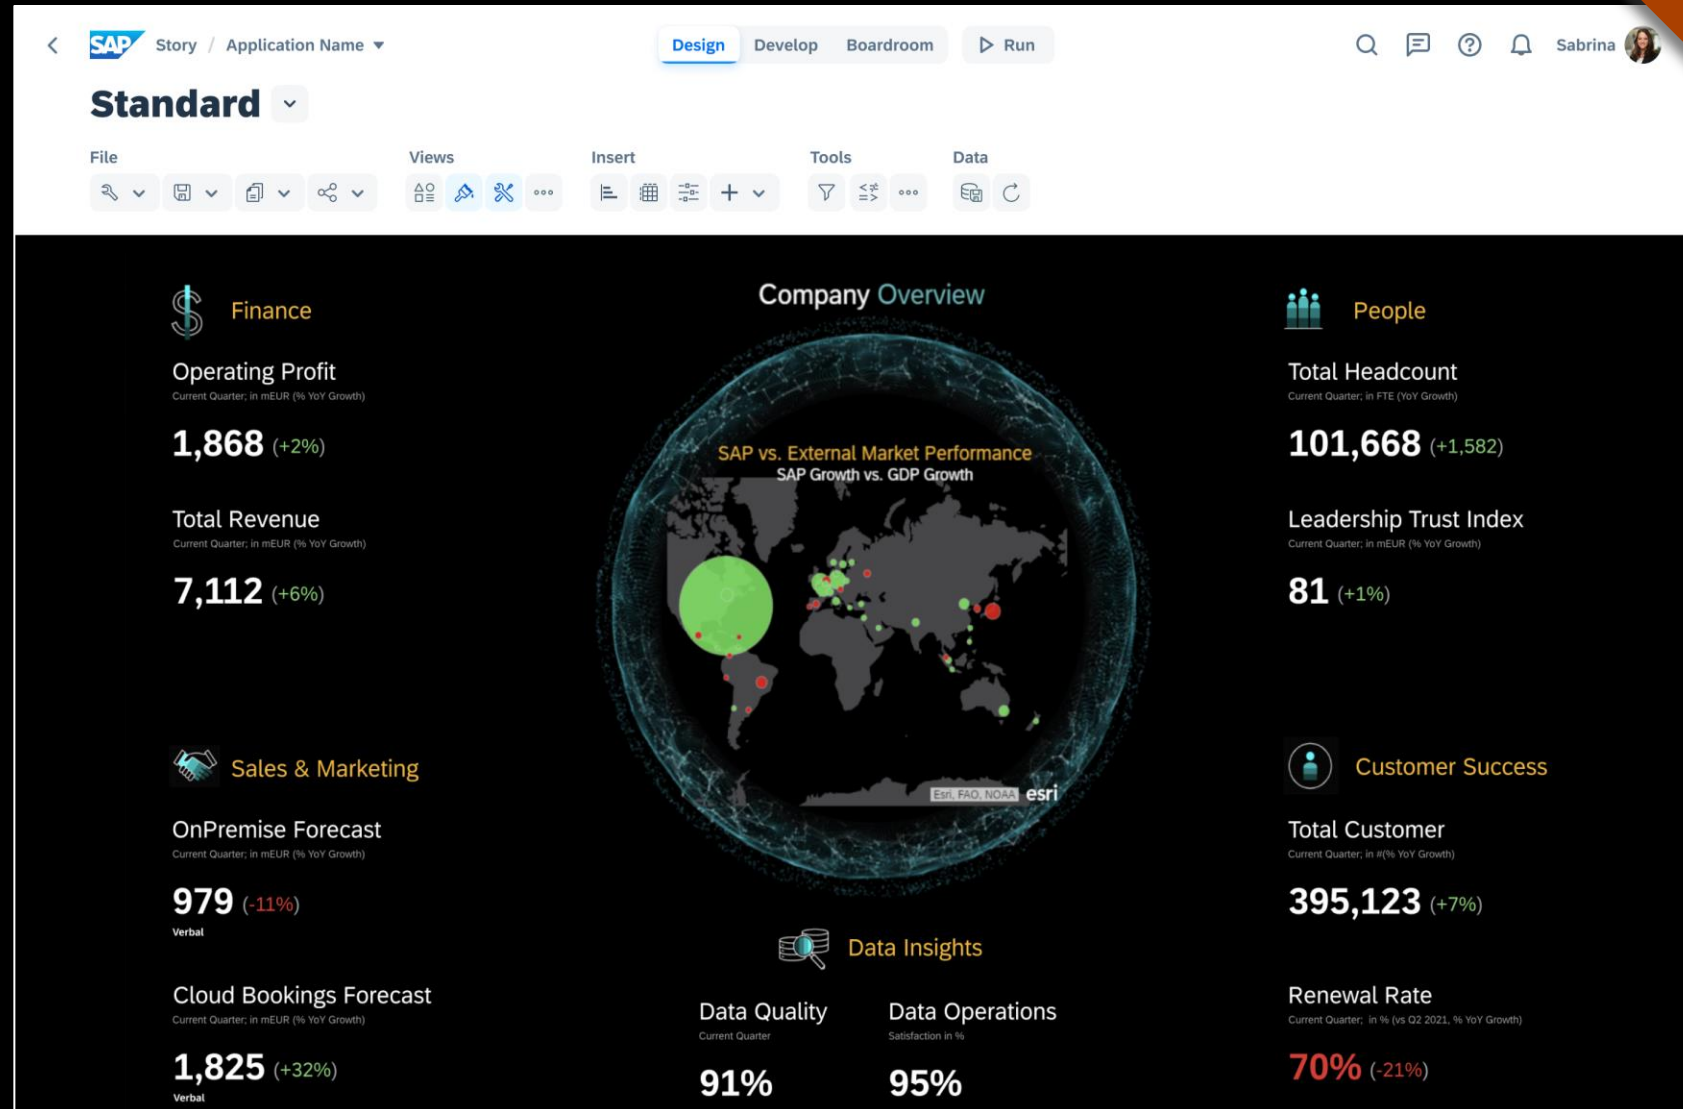 SAP Story / Application Name
Design Develop Boardroom Run
Sabrina
Standard
File Views Insert Tools Data
Finance
Operating Profit
Current Quarter; in mEUR (% YoY Growth)
1,868 (+2%)
Total Revenue
Current Quarter; in mEUR (% YoY Growth)
7,112 (+6%)
Sales & Marketing
OnPremise Forecast
Current Quarter; in mEUR (% YoY Growth)
979 (-11%)
Verbal
Cloud Bookings Forecast
Current Quarter; in mEUR (% YoY Growth)
1,825 (+32%)
Verbal
Company Overview
SAP vs. External Market Performance
SAP Growth vs. GDP Growth
Esri, FAO, NOAA esri
Data Insights
Data Quality
Current Quarter
91%
Data Operations
Satisfaction in %
95%
People
Total Headcount
Current Quarter; in FTE (YoY Growth)
101,668 (+1,582)
Leadership Trust Index
Current Quarter; in mEUR (% YoY Growth)
81 (+1%)
Customer Success
Total Customer
Current Quarter; in #(% YoY Growth)
395,123 (+7%)
Renewal Rate
Current Quarter; in % (vs Q2 2021, % YoY Growth)
70% (-21%)